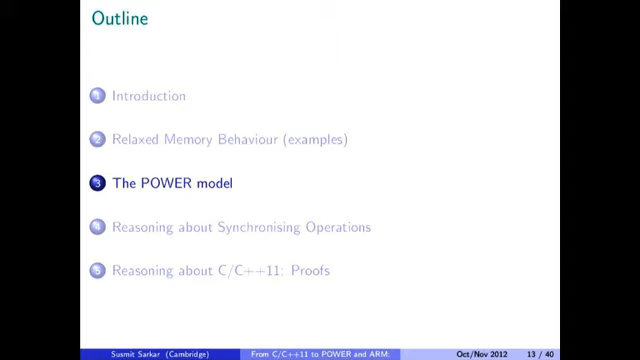 Outline
1 Introduction
2 Relaxed Memory Behaviour (examples)
3 The POWER model
4 Reasoning about Synchronising Operations
5 Reasoning about C/C++11: Proofs
Susmit Sarkar (Cambridge) From C/C++11 to POWER and ARM: Oct/Nov 2012 13 / 40